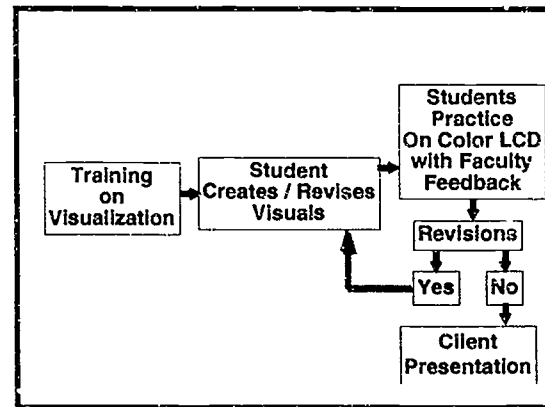 Training
on
Visualization
Student
Creates / Revises
Visuals
Students
Practice
On Color LCD
with Faculty
Feedback
Revisions
Yes
No
Client
Presentation